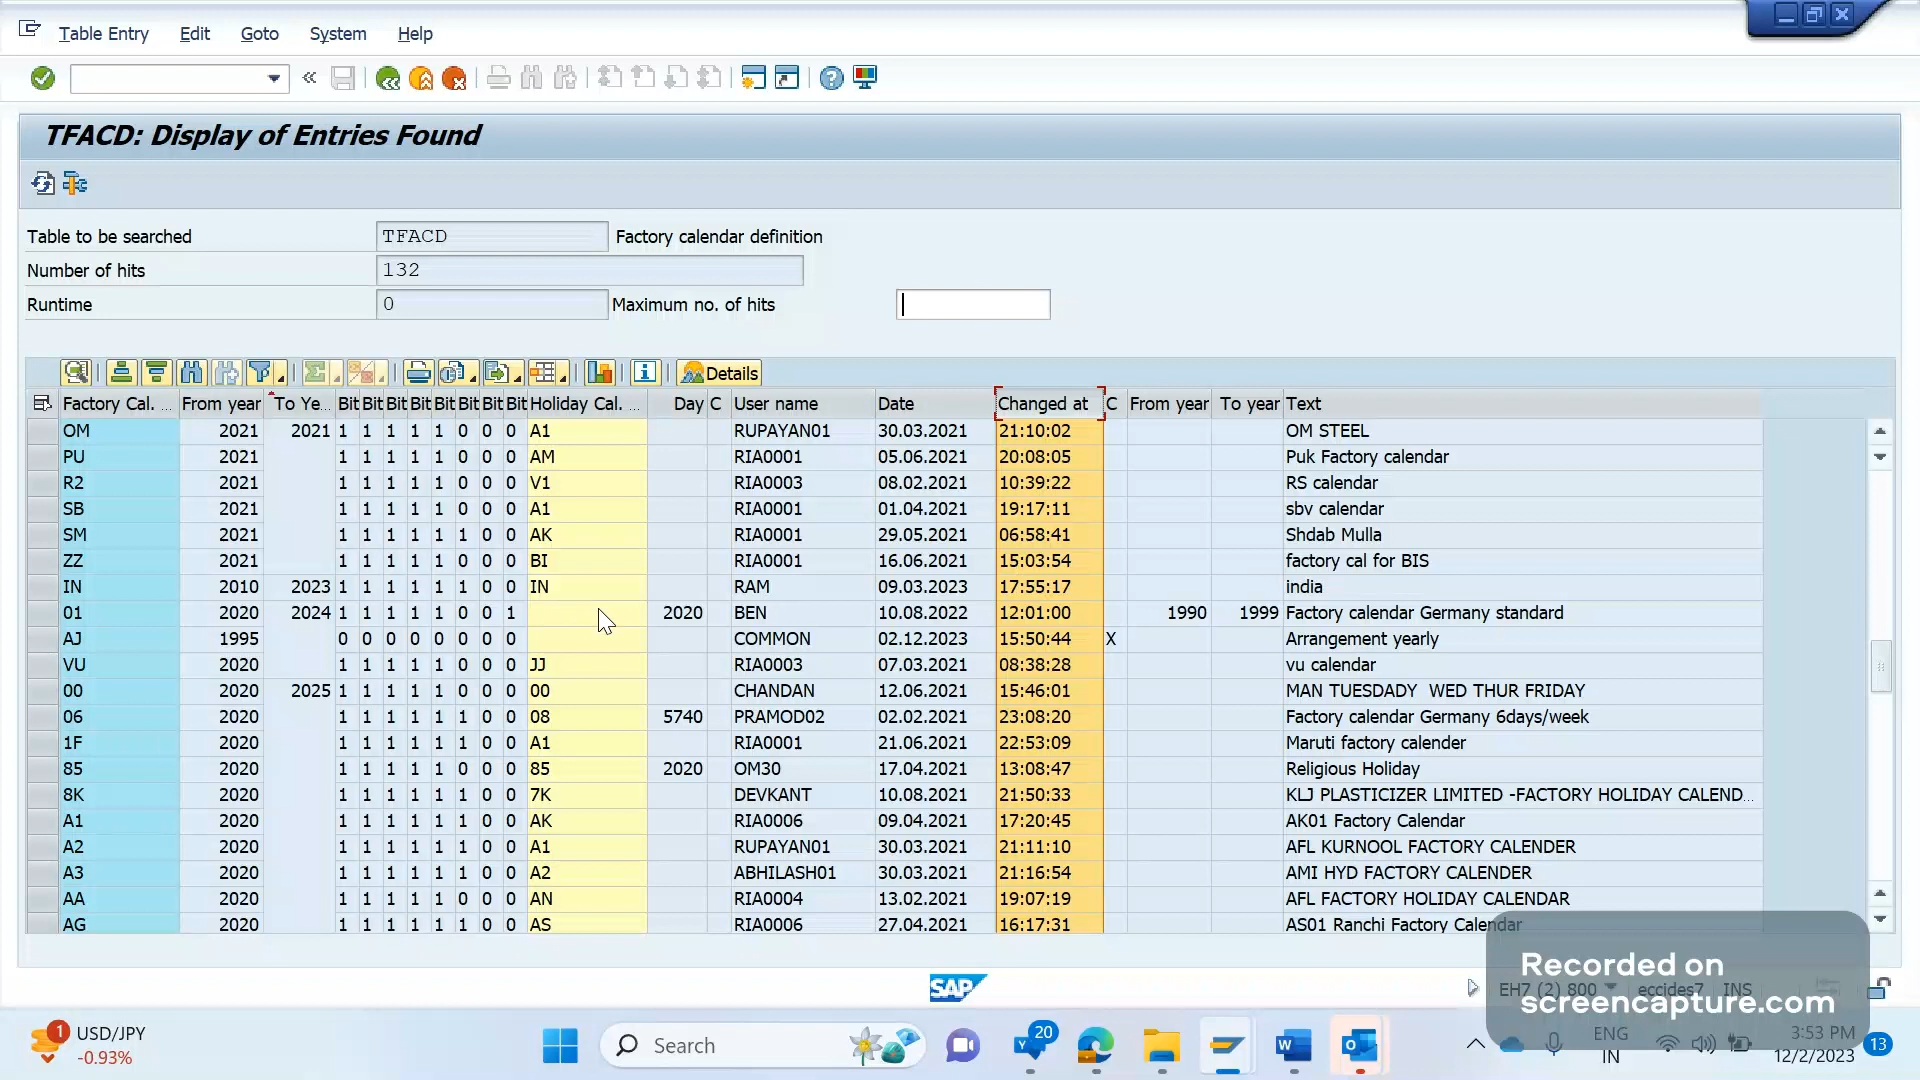 Table Entry Edit Goto System Help
TFACD: Display of Entries Found
Table to be searched TFACD Factory calendar definition
Number of hits 132
Runtime 0 Maximum no. of hits
Details
Factory Cal. ... From year To Ye... Bit Bit Bit Bit Bit Bit Bit Bit Holiday Cal. ... Day C User name Date Changed at C From year To year Text
OM 2021 2021 1 1 1 1 1 0 0 0 A1 RUPAYAN01 30.03.2021 21:10:02 OM STEEL
PU 2021 1 1 1 1 1 0 0 0 AM RIA0001 05.06.2021 20:08:05 Puk Factory calendar
R2 2021 1 1 1 1 1 0 0 0 V1 RIA0003 08.02.2021 10:39:22 RS calendar
SB 2021 1 1 1 1 1 0 0 0 A1 RIA0001 01.04.2021 19:17:11 sbv calendar
SM 2021 1 1 1 1 1 0 0 0 AK RIA0001 29.05.2021 06:58:41 Shdab Mulla
ZZ 2021 1 1 1 1 1 0 0 0 BI RIA0001 16.06.2021 15:03:54 factory cal for BIS
IN 2010 2023 1 1 1 1 1 1 0 0 IN RAM 09.03.2023 17:55:17 india
01 2020 2024 1 1 1 1 1 0 0 1 2020 BEN 10.08.2022 12:01:00 1990 1999 Factory calendar Germany standard
AJ 1995 0 0 0 0 0 0 0 0 COMMON 02.12.2023 15:50:44 X Arrangement yearly
VU 2020 1 1 1 1 1 0 0 0 JJ RIA0003 07.03.2021 08:38:28 vu calendar
00 2020 2025 1 1 1 1 1 0 0 0 00 CHANDAN 12.06.2021 15:46:01 MAN TUESDADY WED THUR FRIDAY
06 2020 1 1 1 1 1 1 0 0 08 5740 PRAMOD02 02.02.2021 23:08:20 Factory calendar Germany 6days/week
1F 2020 1 1 1 1 1 1 0 0 A1 RIA0001 21.06.2021 22:53:09 Maruti factory calender
85 2020 1 1 1 1 1 0 0 0 85 2020 OM30 17.04.2021 13:08:47 Religious Holiday
8K 2020 1 1 1 1 1 1 0 0 7K DEVKANT 10.08.2021 21:50:33 KLJ PLASTICIZER LIMITED -FACTORY HOLIDAY CALEND...
A1 2020 1 1 1 1 1 1 0 0 AK RIA0006 09.04.2021 17:20:45 AK01 Factory Calendar
A2 2020 1 1 1 1 1 1 0 0 A1 RUPAYAN01 30.03.2021 21:11:10 AFL KURNOOL FACTORY CALENDER
A3 2020 1 1 1 1 1 1 0 0 A2 ABHILASH01 30.03.2021 21:16:54 AMI HYD FACTORY CALENDER
AA 2020 1 1 1 1 1 1 0 0 AN RIA0004 13.02.2021 19:07:19 AFL FACTORY HOLIDAY CALENDAR
AG 2020 1 1 1 1 1 1 0 0 AS RIA0006 27.04.2021 16:17:31 AS01 Ranchi Factory Calendar
Recorded on
screencapture.com
SAP EH7 (2) 800 eccides7 INS
1 USD/JPY
-0.93%
Search
20
ENG
IN
3:53 PM
12/2/2023
13